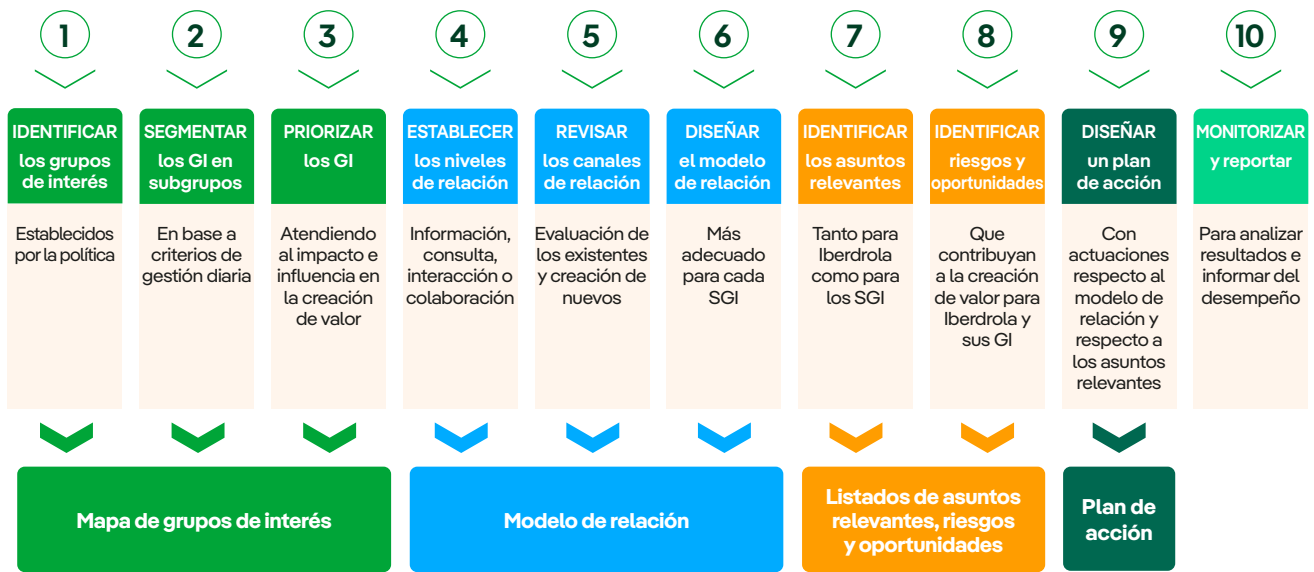 1
IDENTIFICAR
los grupos
de interés
Establecidos
por la política
2
SEGMENTAR
los GI en
subgrupos
En base a
criterios de
gestión diaria
3
PRIORIZAR
los GI
Atendiendo
al impacto e
influencia en
la creación
de valor
4
ESTABLECER
los niveles
de relación
Información,
consulta,
interacción o
colaboración
5
REVISAR
los canales
de relación
Evaluación de
los existentes
y creación de
nuevos
6
DISEÑAR
el modelo
de relación
Más
adecuado
para cada
SGI
7
IDENTIFICAR
los asuntos
relevantes
Tanto para
Iberdrola
como para
los SGI
8
IDENTIFICAR
riesgos y
oportunidades
Que
contribuyan
a la creación
de valor para
Iberdrola y
sus GI
9
DISEÑAR
un plan
de acción
Con
actuaciones
respecto al
modelo de
relación y
respecto a
los asuntos
relevantes
10
MONITORIZAR
y reportar
Para analizar
resultados e
informar del
desempeño
Mapa de grupos de interés
Modelo de relación
Listados de asuntos
relevantes, riesgos
y oportunidades
Plan de
acción